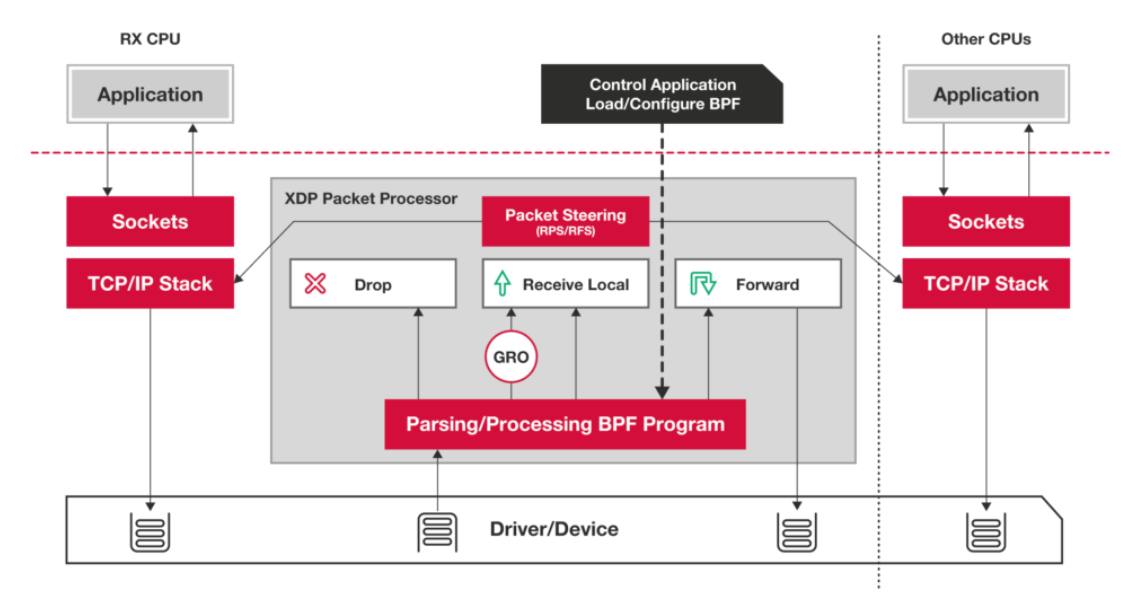 RX CPU
Other CPUs
Application
Control Application
Load/Configure BPF
Application
XDP Packet Processor
Sockets
Packet Steering
(RPS/RFS)
Sockets
TCP/IP Stack
Drop
Receive Local
Forward
TCP/IP Stack
GRO
Parsing/Processing BPF Program
Driver/Device